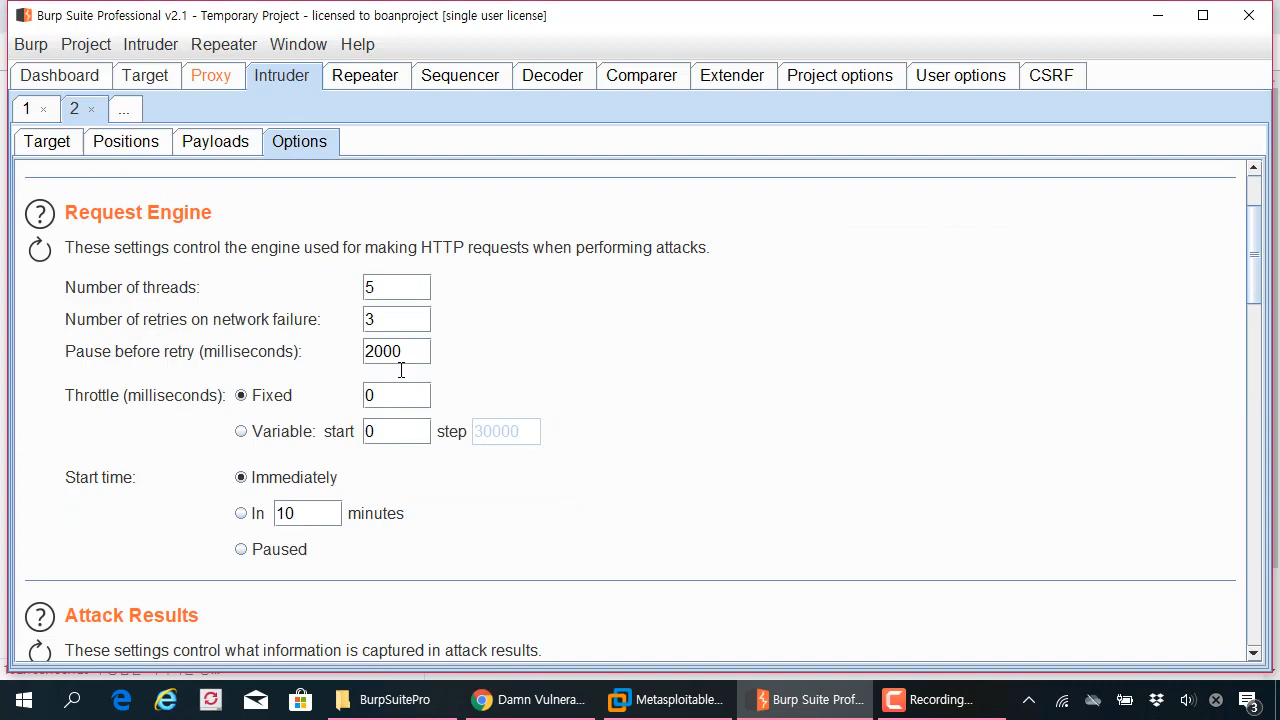 Burp Suite Professional v2.1 - Temporary Project - licensed to boanproject [single user license]
Burp Project Intruder Repeater Window Help
Dashboard Target Proxy Intruder Repeater Sequencer Decoder Comparer Extender Project options User options CSRF
1 × 2 × ...
Target Positions Payloads Options
? Request Engine
These settings control the engine used for making HTTP requests when performing attacks.
Number of threads: 5
Number of retries on network failure: 3
Pause before retry (milliseconds): 2000
Throttle (milliseconds): Fixed 0
Variable: start 0 step 30000
Start time: Immediately
In 10 minutes
Paused
? Attack Results
These settings control what information is captured in attack results.
BurpSuitePro Damn Vulnera... Metasploitable... Burp Suite Prof... Recording... 3